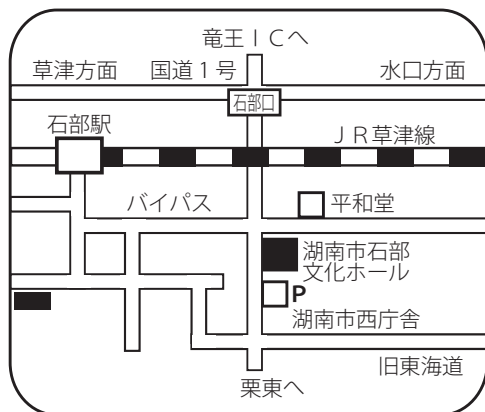 竜王ＩＣへ
草津方面 国道１号 水口方面
石部口
石部駅
ＪＲ草津線
バイパス
平和堂
湖南市石部
文化ホール
P
湖南市西庁舎
旧東海道
栗東へ